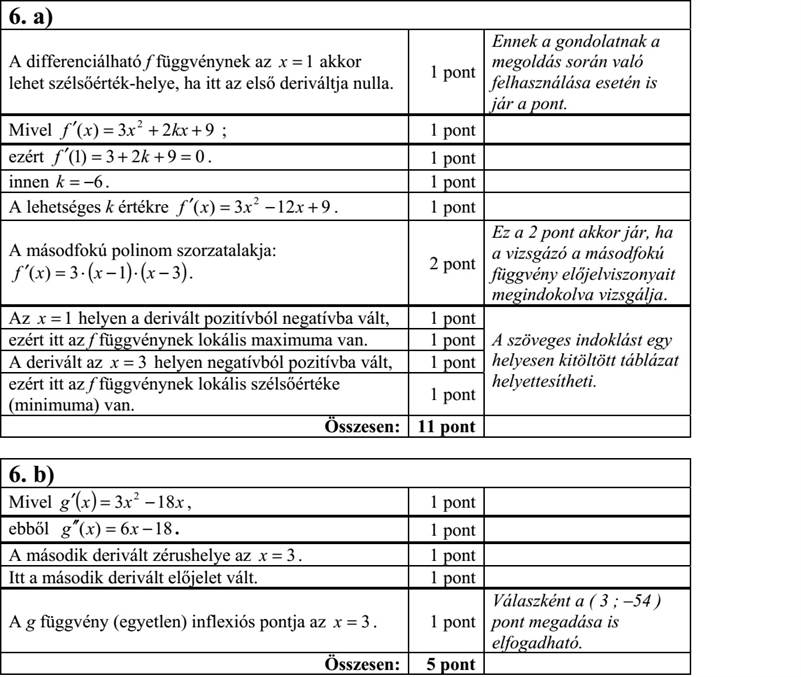 6. a)
A differenciálható f függvénynek az x = 1 akkor
lehet szélsőérték-helye, ha itt az első deriváltja nulla.
1 pont
Ennek a gondolatnak a
megoldás során való
felhasználása esetén is
jár a pont.
Mivel f′(x) = 3x² + 2kx + 9 ;
1 pont
ezért f′(1) = 3 + 2k + 9 = 0 .
1 pont
innen k = −6 .
1 pont
A lehetséges k értékre f′(x) = 3x² −12x + 9 .
1 pont
A másodfokú polinom szorzatalakja:
f′(x) = 3 · (x − 1) · (x − 3).
2 pont
Ez a 2 pont akkor jár, ha
a vizsgázó a másodfokú
függvény előjelviszonyait
megindokolva vizsgálja.
Az x = 1 helyen a derivált pozitívból negatívba vált,
1 pont
ezért itt az f függvénynek lokális maximuma van.
1 pont
A derivált az x = 3 helyen negatívból pozitívba vált,
1 pont
ezért itt az f függvénynek lokális szélsőértéke
(minimuma) van.
1 pont
A szöveges indoklást egy
helyesen kitöltött táblázat
helyettesítheti.
Összesen:
11 pont
6. b)
Mivel g′(x) = 3x² −18x ,
1 pont
ebből g″(x) = 6x −18 .
1 pont
A második derivált zérushelye az x = 3 .
1 pont
Itt a második derivált előjelet vált.
1 pont
A g függvény (egyetlen) inflexiós pontja az x = 3 .
1 pont
Válaszként a ( 3 ; −54 )
pont megadása is
elfogadható.
Összesen:
5 pont